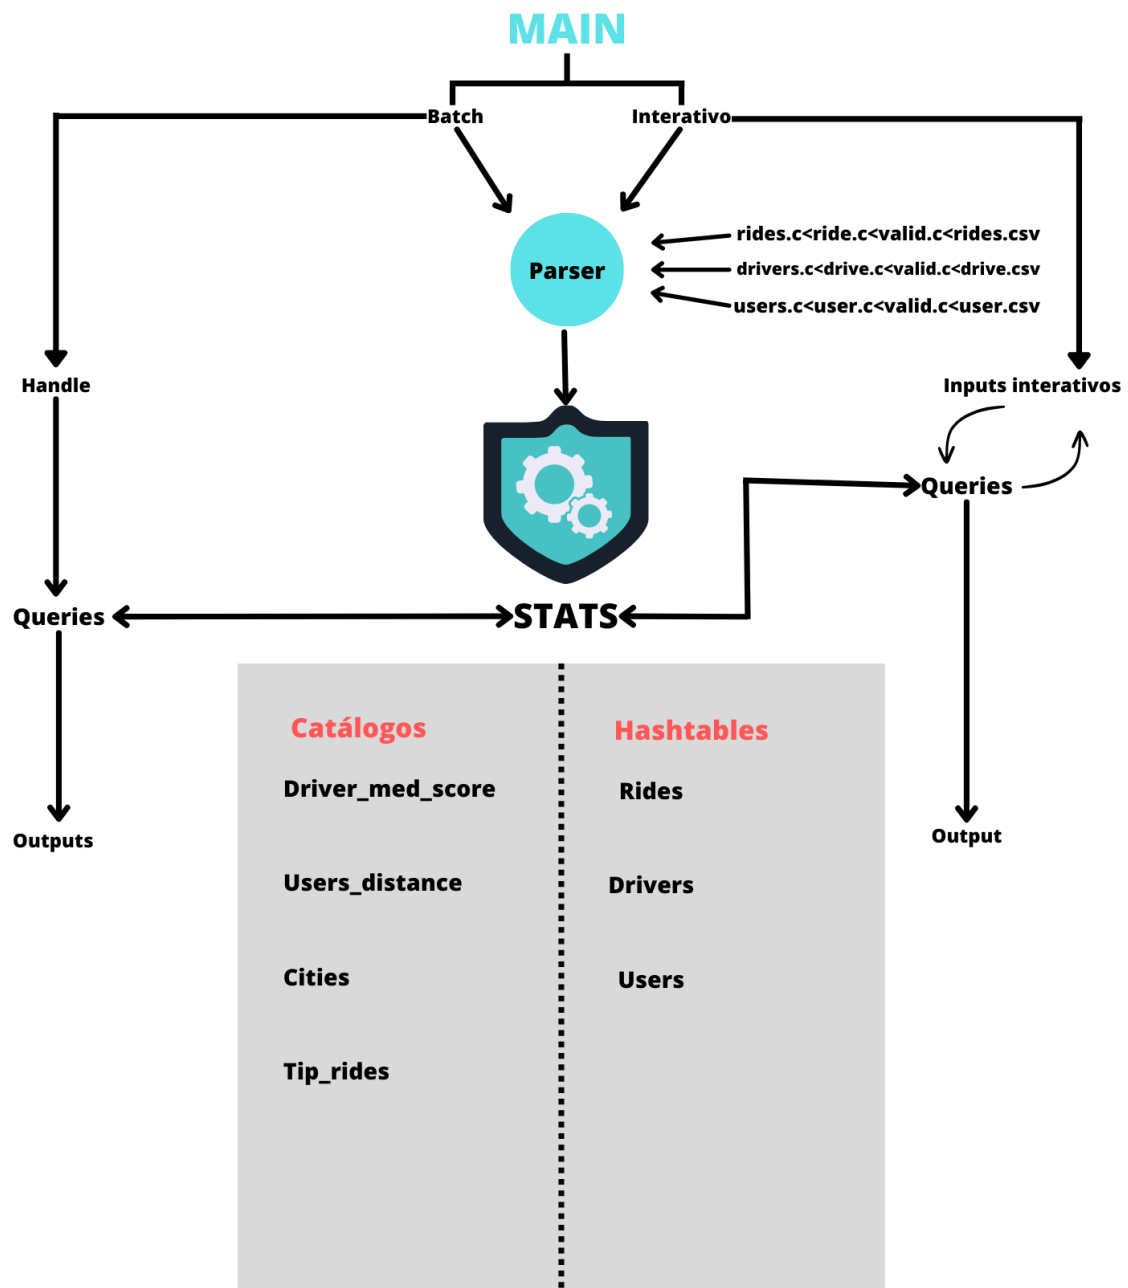 MAIN
Batch
Interativo
rides.c<ride.c<valid.c<rides.csv
Parser
drivers.c<drive.c<valid.c<drive.csv
users.c<user.c<valid.c<user.csv
Handle
Inputs interativos
Queries
Queries
STATS
Catálogos
Hashtables
Driver_med_score
Rides
Outputs
Output
Users_distance
Drivers
Cities
Users
Tip_rides